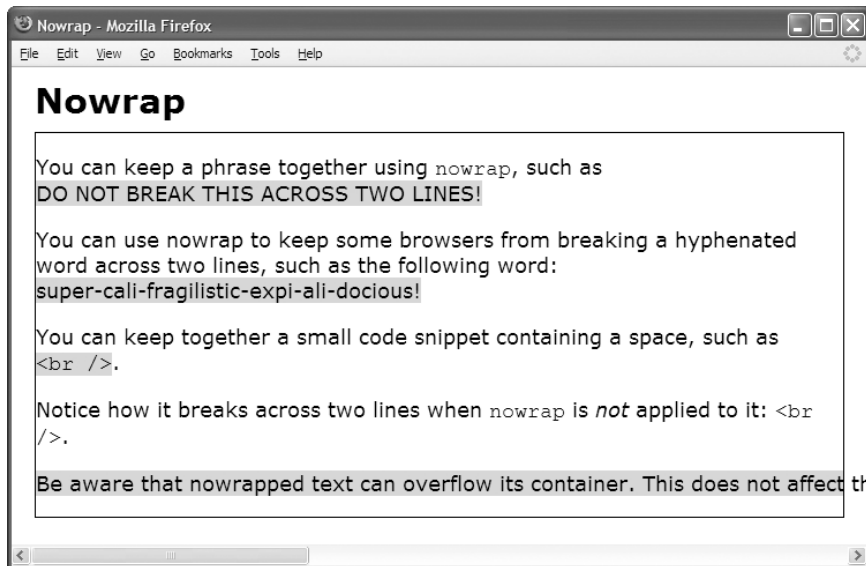 Nowrap - Mozilla Firefox
File Edit View Go Bookmarks Tools Help
Nowrap
You can keep a phrase together using nowrap, such as
DO NOT BREAK THIS ACROSS TWO LINES!
You can use nowrap to keep some browsers from breaking a hyphenated
word across two lines, such as the following word:
super-cali-fragilistic-expi-ali-docious!
You can keep together a small code snippet containing a space, such as
<br />.
Notice how it breaks across two lines when nowrap is not applied to it: <br
/>.
Be aware that nowrapped text can overflow its container. This does not affect th